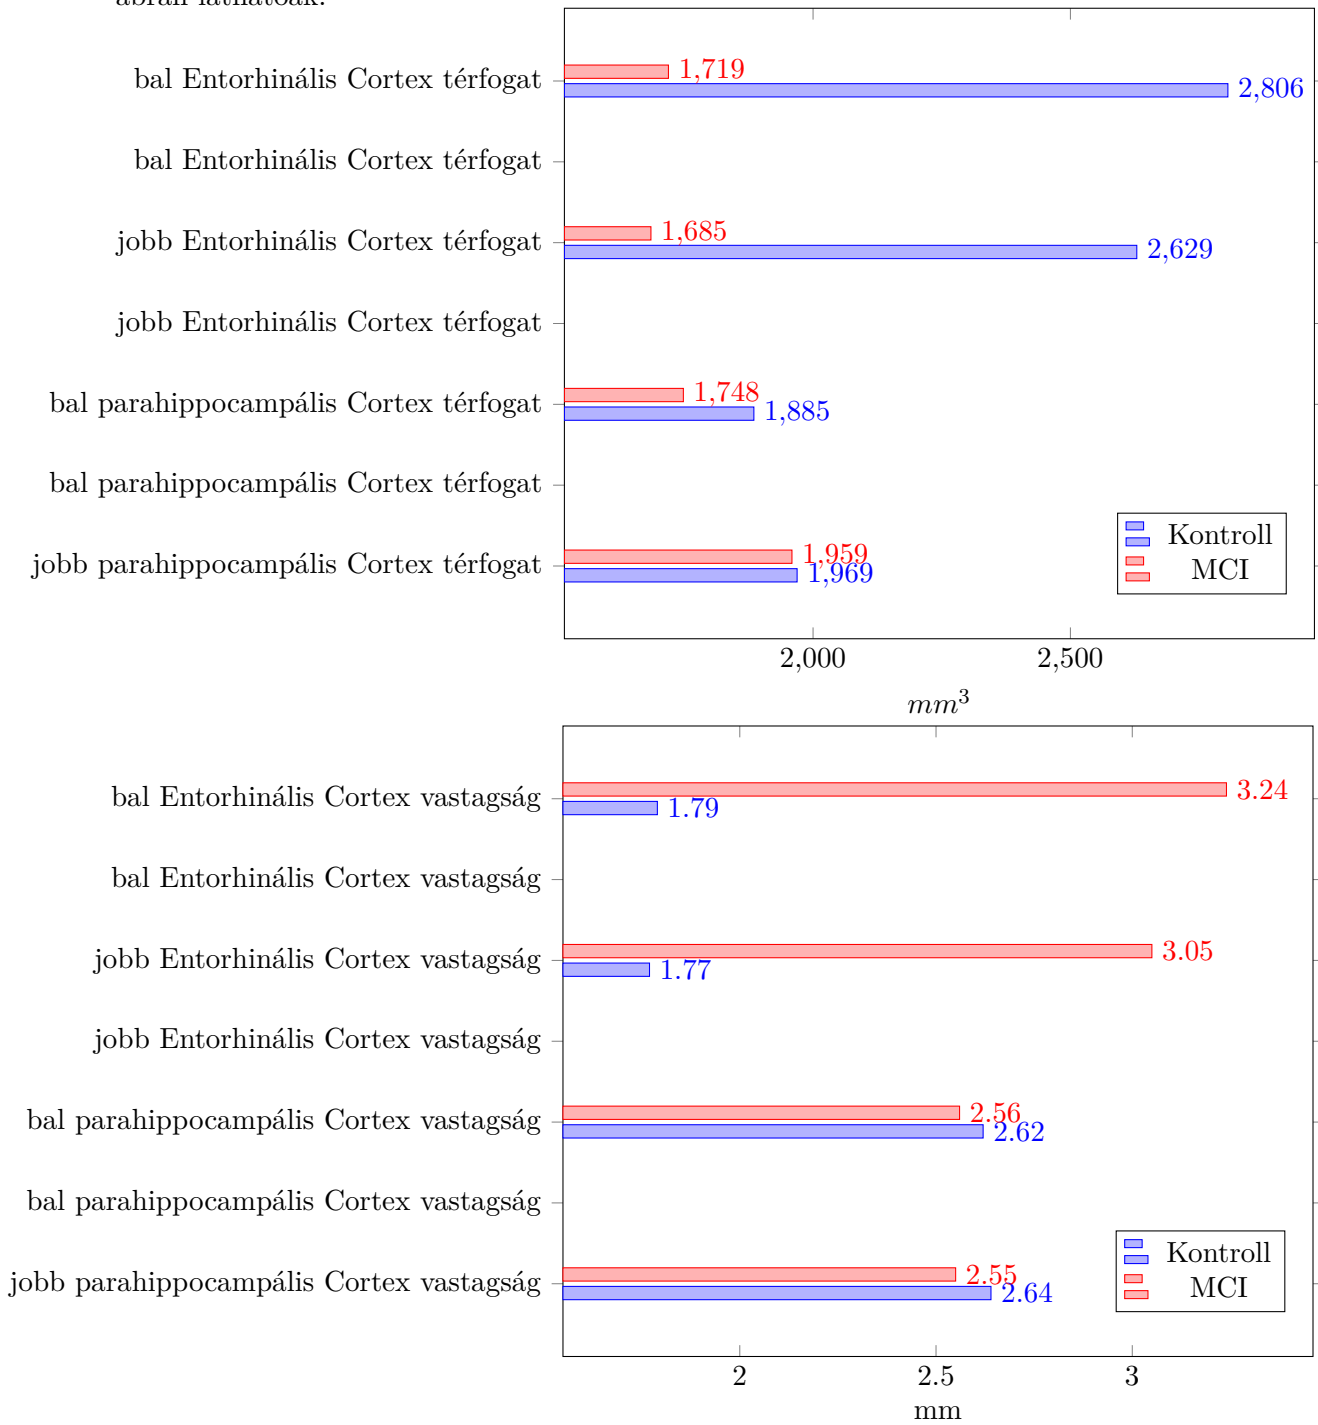 ábrán láthatóak.
bal Entorhinális Cortex térfogat
1,719
2,806
bal Entorhinális Cortex térfogat
jobb Entorhinális Cortex térfogat
1,685
2,629
jobb Entorhinális Cortex térfogat
bal parahippocampális Cortex térfogat
1,748
1,885
bal parahippocampális Cortex térfogat
jobb parahippocampális Cortex térfogat
1,959
1,969
Kontroll
MCI
2,000 2,500
mm³
bal Entorhinális Cortex vastagság
3.24
1.79
bal Entorhinális Cortex vastagság
jobb Entorhinális Cortex vastagság
3.05
1.77
jobb Entorhinális Cortex vastagság
bal parahippocampális Cortex vastagság
2.56
2.62
bal parahippocampális Cortex vastagság
jobb parahippocampális Cortex vastagság
2.55
2.64
Kontroll
MCI
2 2.5 3
mm